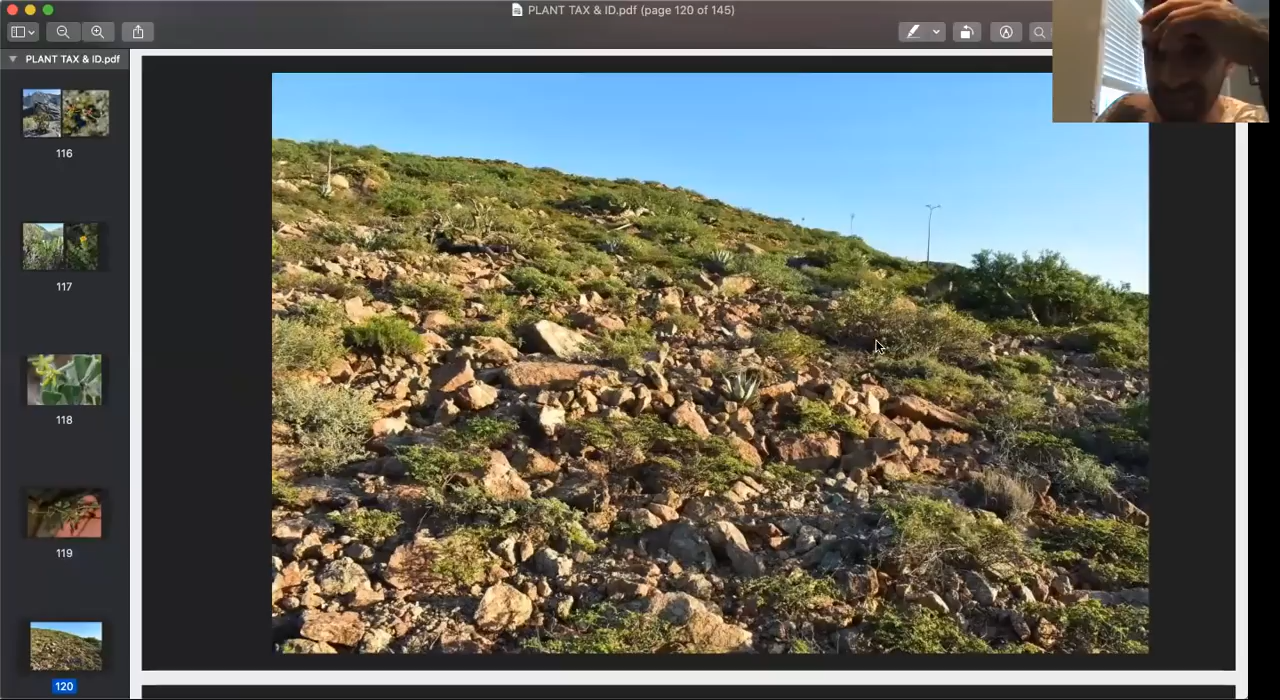 PLANT TAX & ID.pdf (page 120 of 145)
PLANT TAX & ID.pdf
116
117
118
119
120